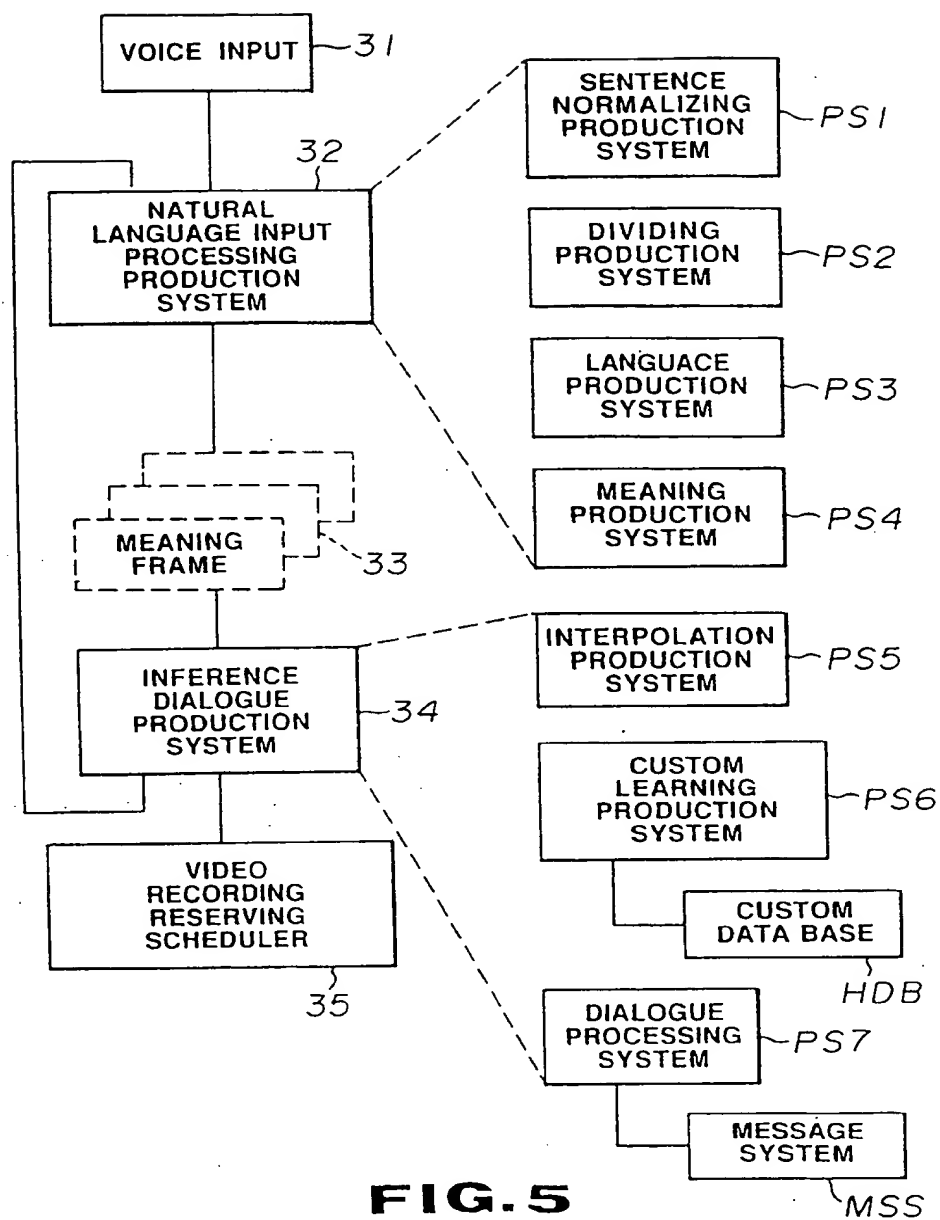 VOICE INPUT
31
32
NATURAL
LANGUAGE INPUT
PROCESSING
PRODUCTION
SYSTEM
MEANING
FRAME
33
INFERENCE
DIALOGUE
PRODUCTION
SYSTEM
34
VIDEO
RECORDING
RESERVING
SCHEDULER
35
SENTENCE
NORMALIZING
PRODUCTION
SYSTEM
PS1
DIVIDING
PRODUCTION
SYSTEM
PS2
LANGUACE
PRODUCTION
SYSTEM
PS3
MEANING
PRODUCTION
SYSTEM
PS4
INTERPOLATION
PRODUCTION
SYSTEM
PS5
CUSTOM
LEARNING
PRODUCTION
SYSTEM
PS6
CUSTOM
DATA BASE
HDB
DIALOGUE
PROCESSING
SYSTEM
PS7
MESSAGE
SYSTEM
MSS
FIG.5